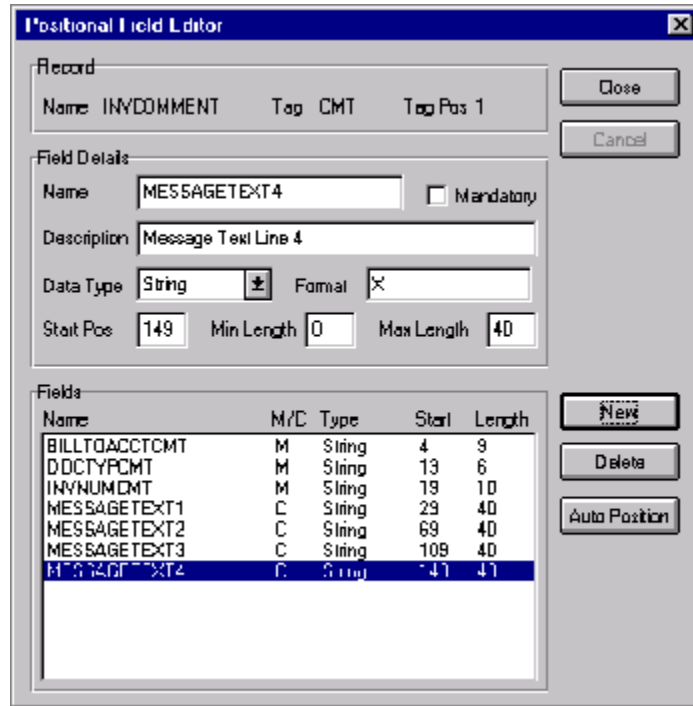 Positional Field Editor
Record
Name INVCOMMENT Tag CMT Tag Pos 1
Close
Cancel
Field Details
Name MESSAGETEXT4 Mandatory
Description Message Text Line 4
Data Type String Format X
Start Pos 149 Min Length 0 Max Length 40
Fields
Name M/C Type Start Length
BILLTOACCTCMT M String 4 9
DOCTYPCMT M String 13 6
INVNUMCMT M String 19 10
MESSAGETEXT1 C String 29 40
MESSAGETEXT2 C String 69 40
MESSAGETEXT3 C String 109 40
MESSAGETEXT4 C String 149 40
New
Delete
Auto Position